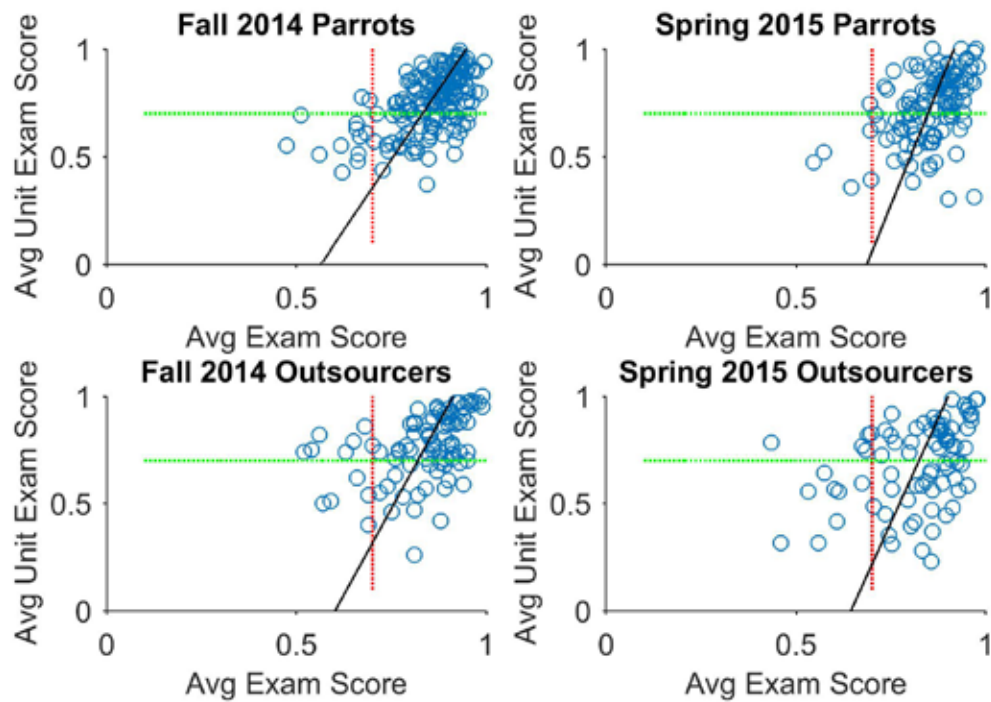 Fall 2014 Parrots
Avg Unit Exam Score
1
0.5
0
0
0.5
1
Avg Exam Score
Spring 2015 Parrots
Avg Unit Exam Score
1
0.5
0
0
0.5
1
Avg Exam Score
Fall 2014 Outsourcers
Avg Unit Exam Score
1
0.5
0
0
0.5
1
Avg Exam Score
Spring 2015 Outsourcers
Avg Unit Exam Score
1
0.5
0
0
0.5
1
Avg Exam Score